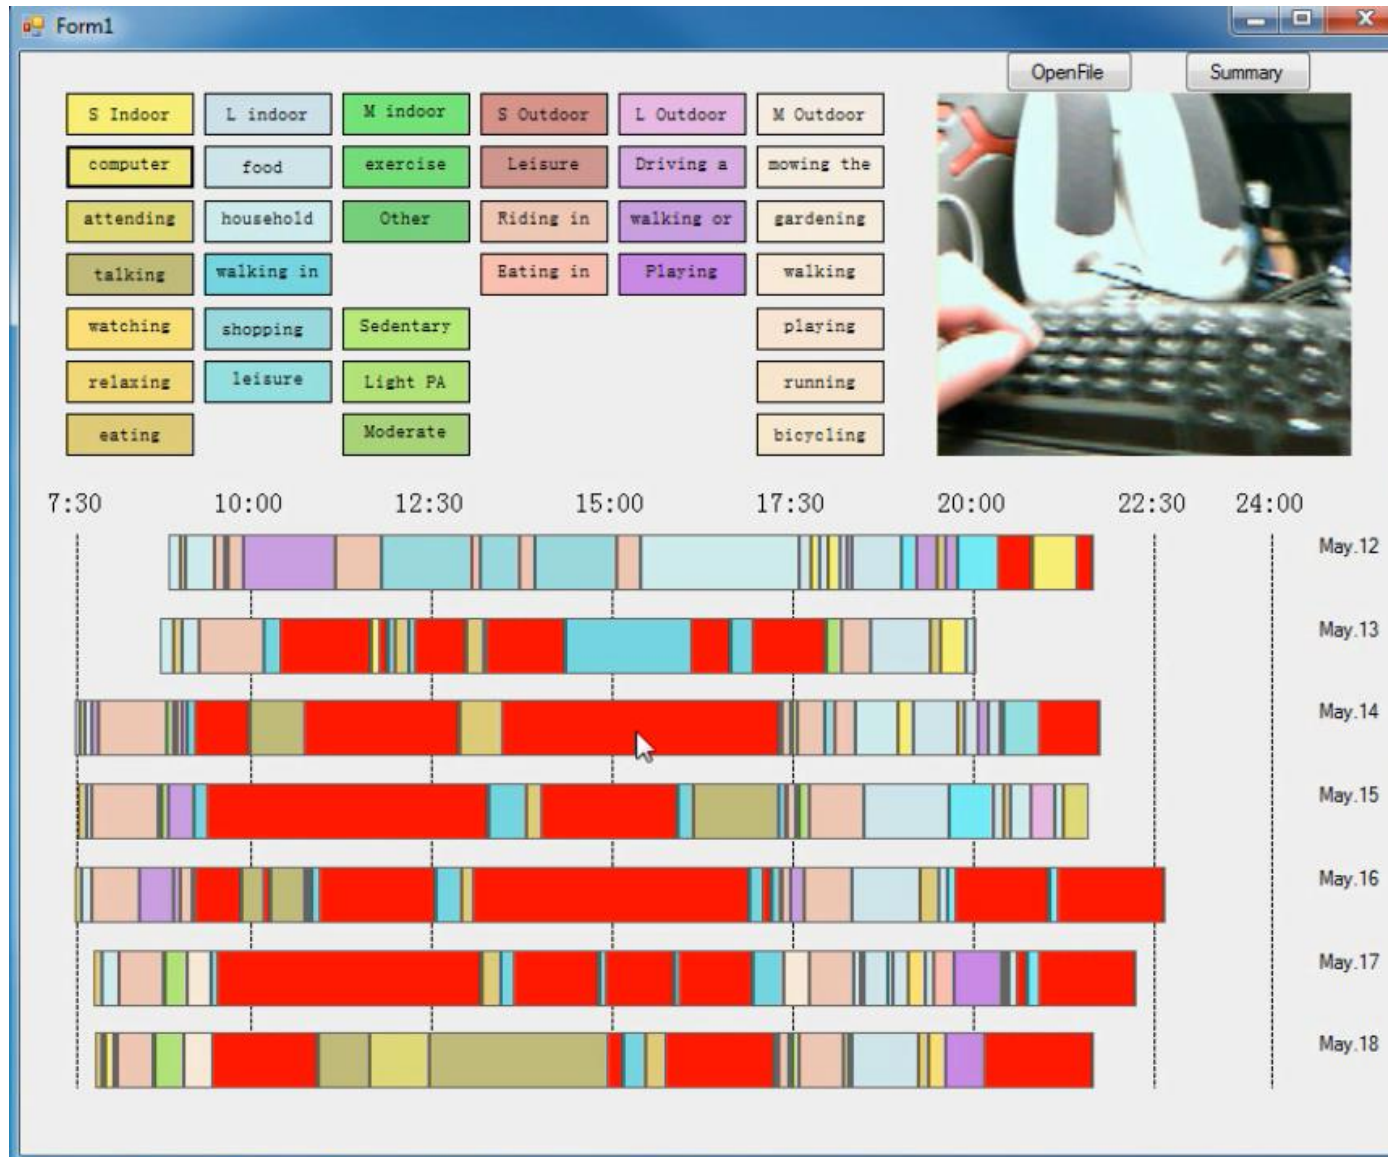 Form1
OpenFile Summary
S Indoor L indoor M indoor S Outdoor L Outdoor M Outdoor
computer food exercise Leisure Driving a mowing the
attending household Other Riding in walking or gardening
talking walking in Eating in Playing walking
watching shopping Sedentary playing
relaxing leisure Light PA running
eating Moderate bicycling
7:30 10:00 12:30 15:00 17:30 20:00 22:30 24:00
May.12
May.13
May.14
May.15
May.16
May.17
May.18